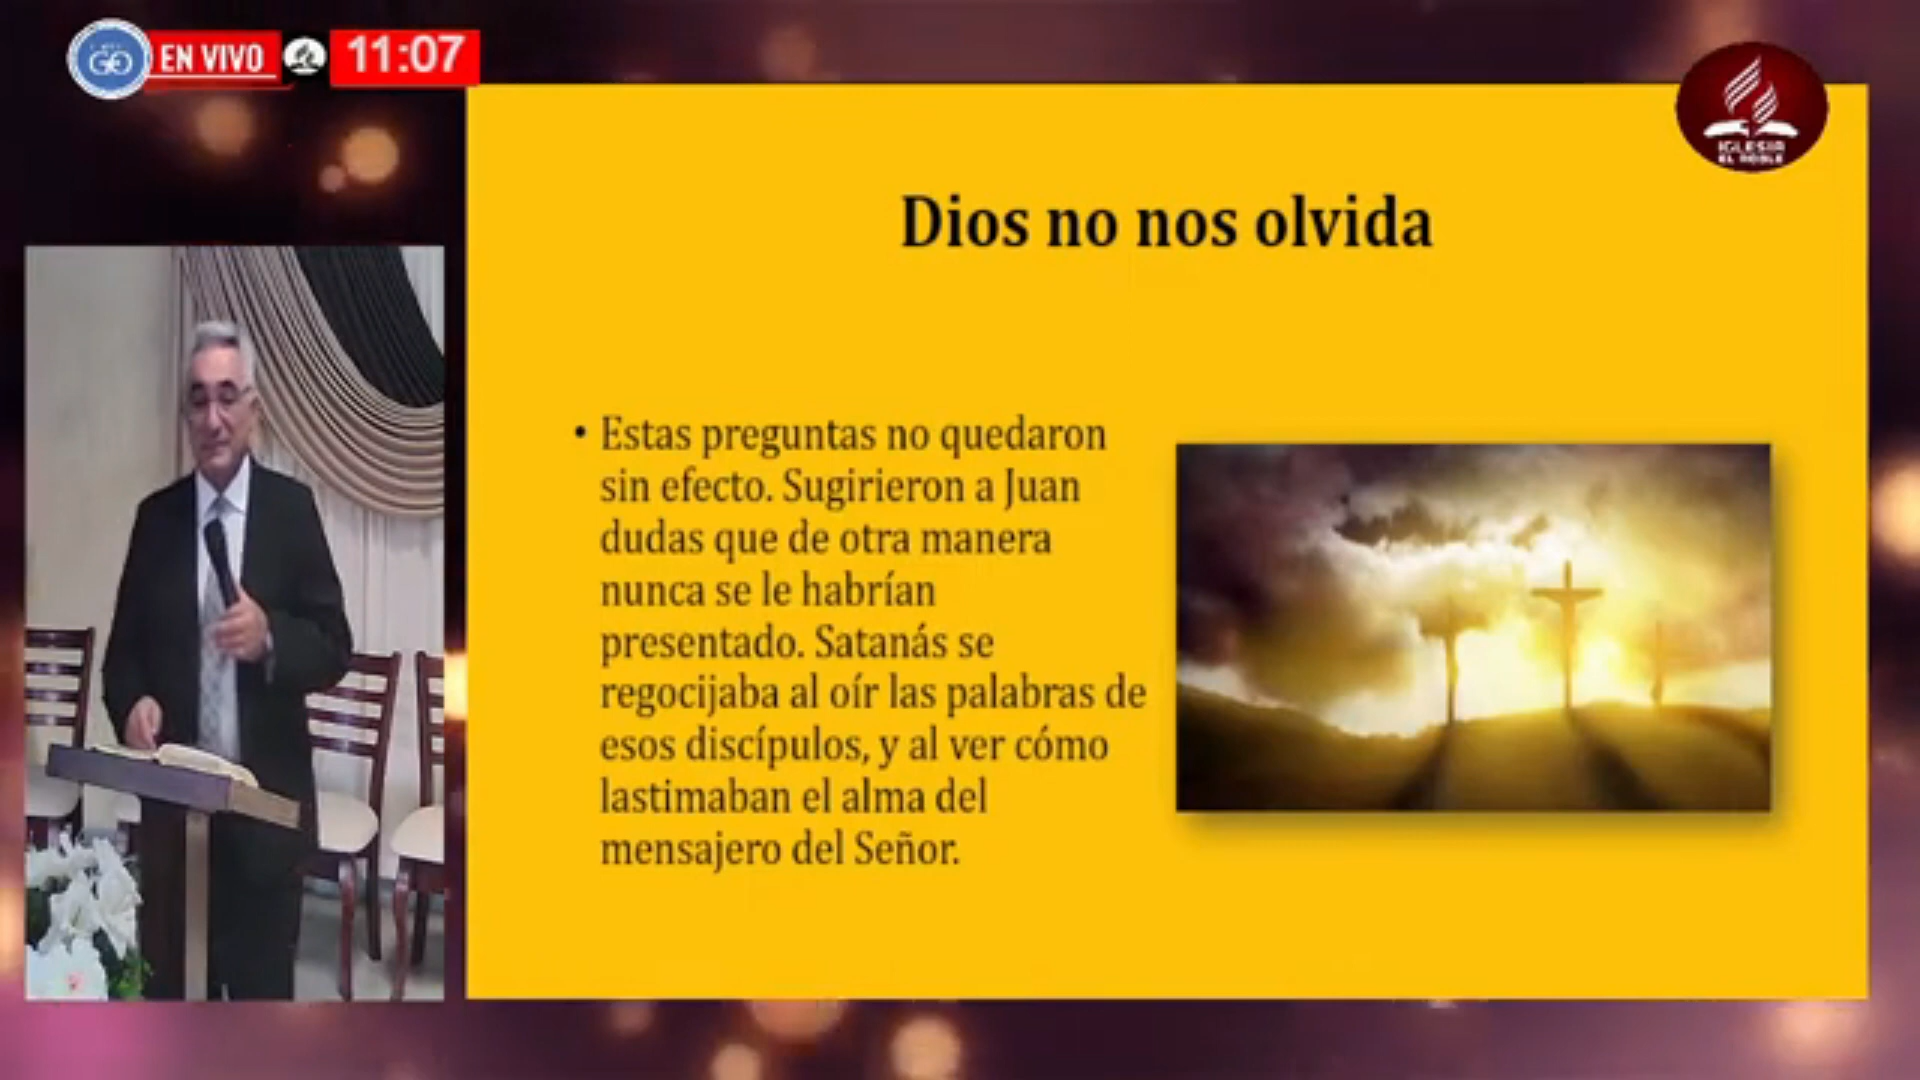 EN VIVO
11:07
IGLESIA
EL ROBLE
Dios no nos olvida
• Estas preguntas no quedaron
sin efecto. Sugirieron a Juan
dudas que de otra manera
nunca se le habrían
presentado. Satanás se
regocijaba al oír las palabras de
esos discípulos, y al ver cómo
lastimaban el alma del
mensajero del Señor.